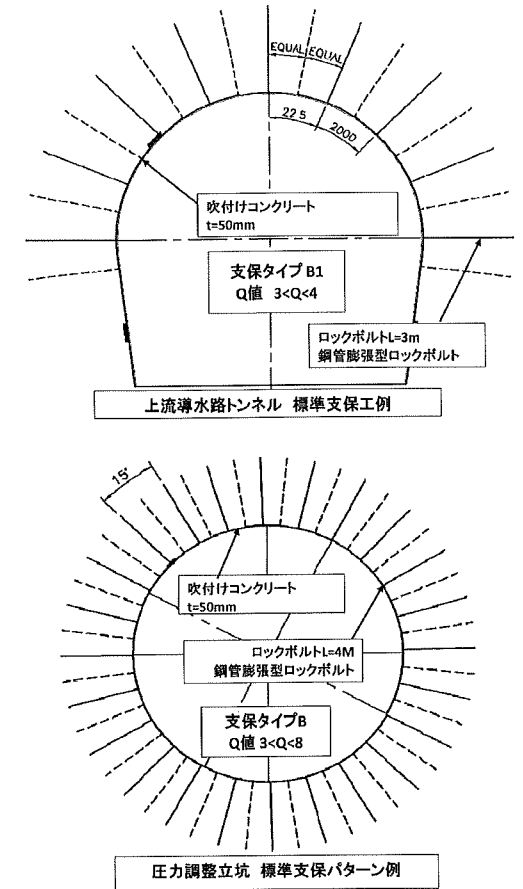 EQUAL EQUAL
22.5
2000
吹付けコンクリート
t=50mm
支保タイプ B1
Q値 3<Q<4
ロックボルトL=3m
鋼管膨張型ロックボルト
上流導水路トンネル 標準支保工例
15°
吹付けコンクリート
t=50mm
ロックボルトL=4M
鋼管膨張型ロックボルト
支保タイプB
Q値 3<Q<8
圧力調整立坑 標準支保パターン例